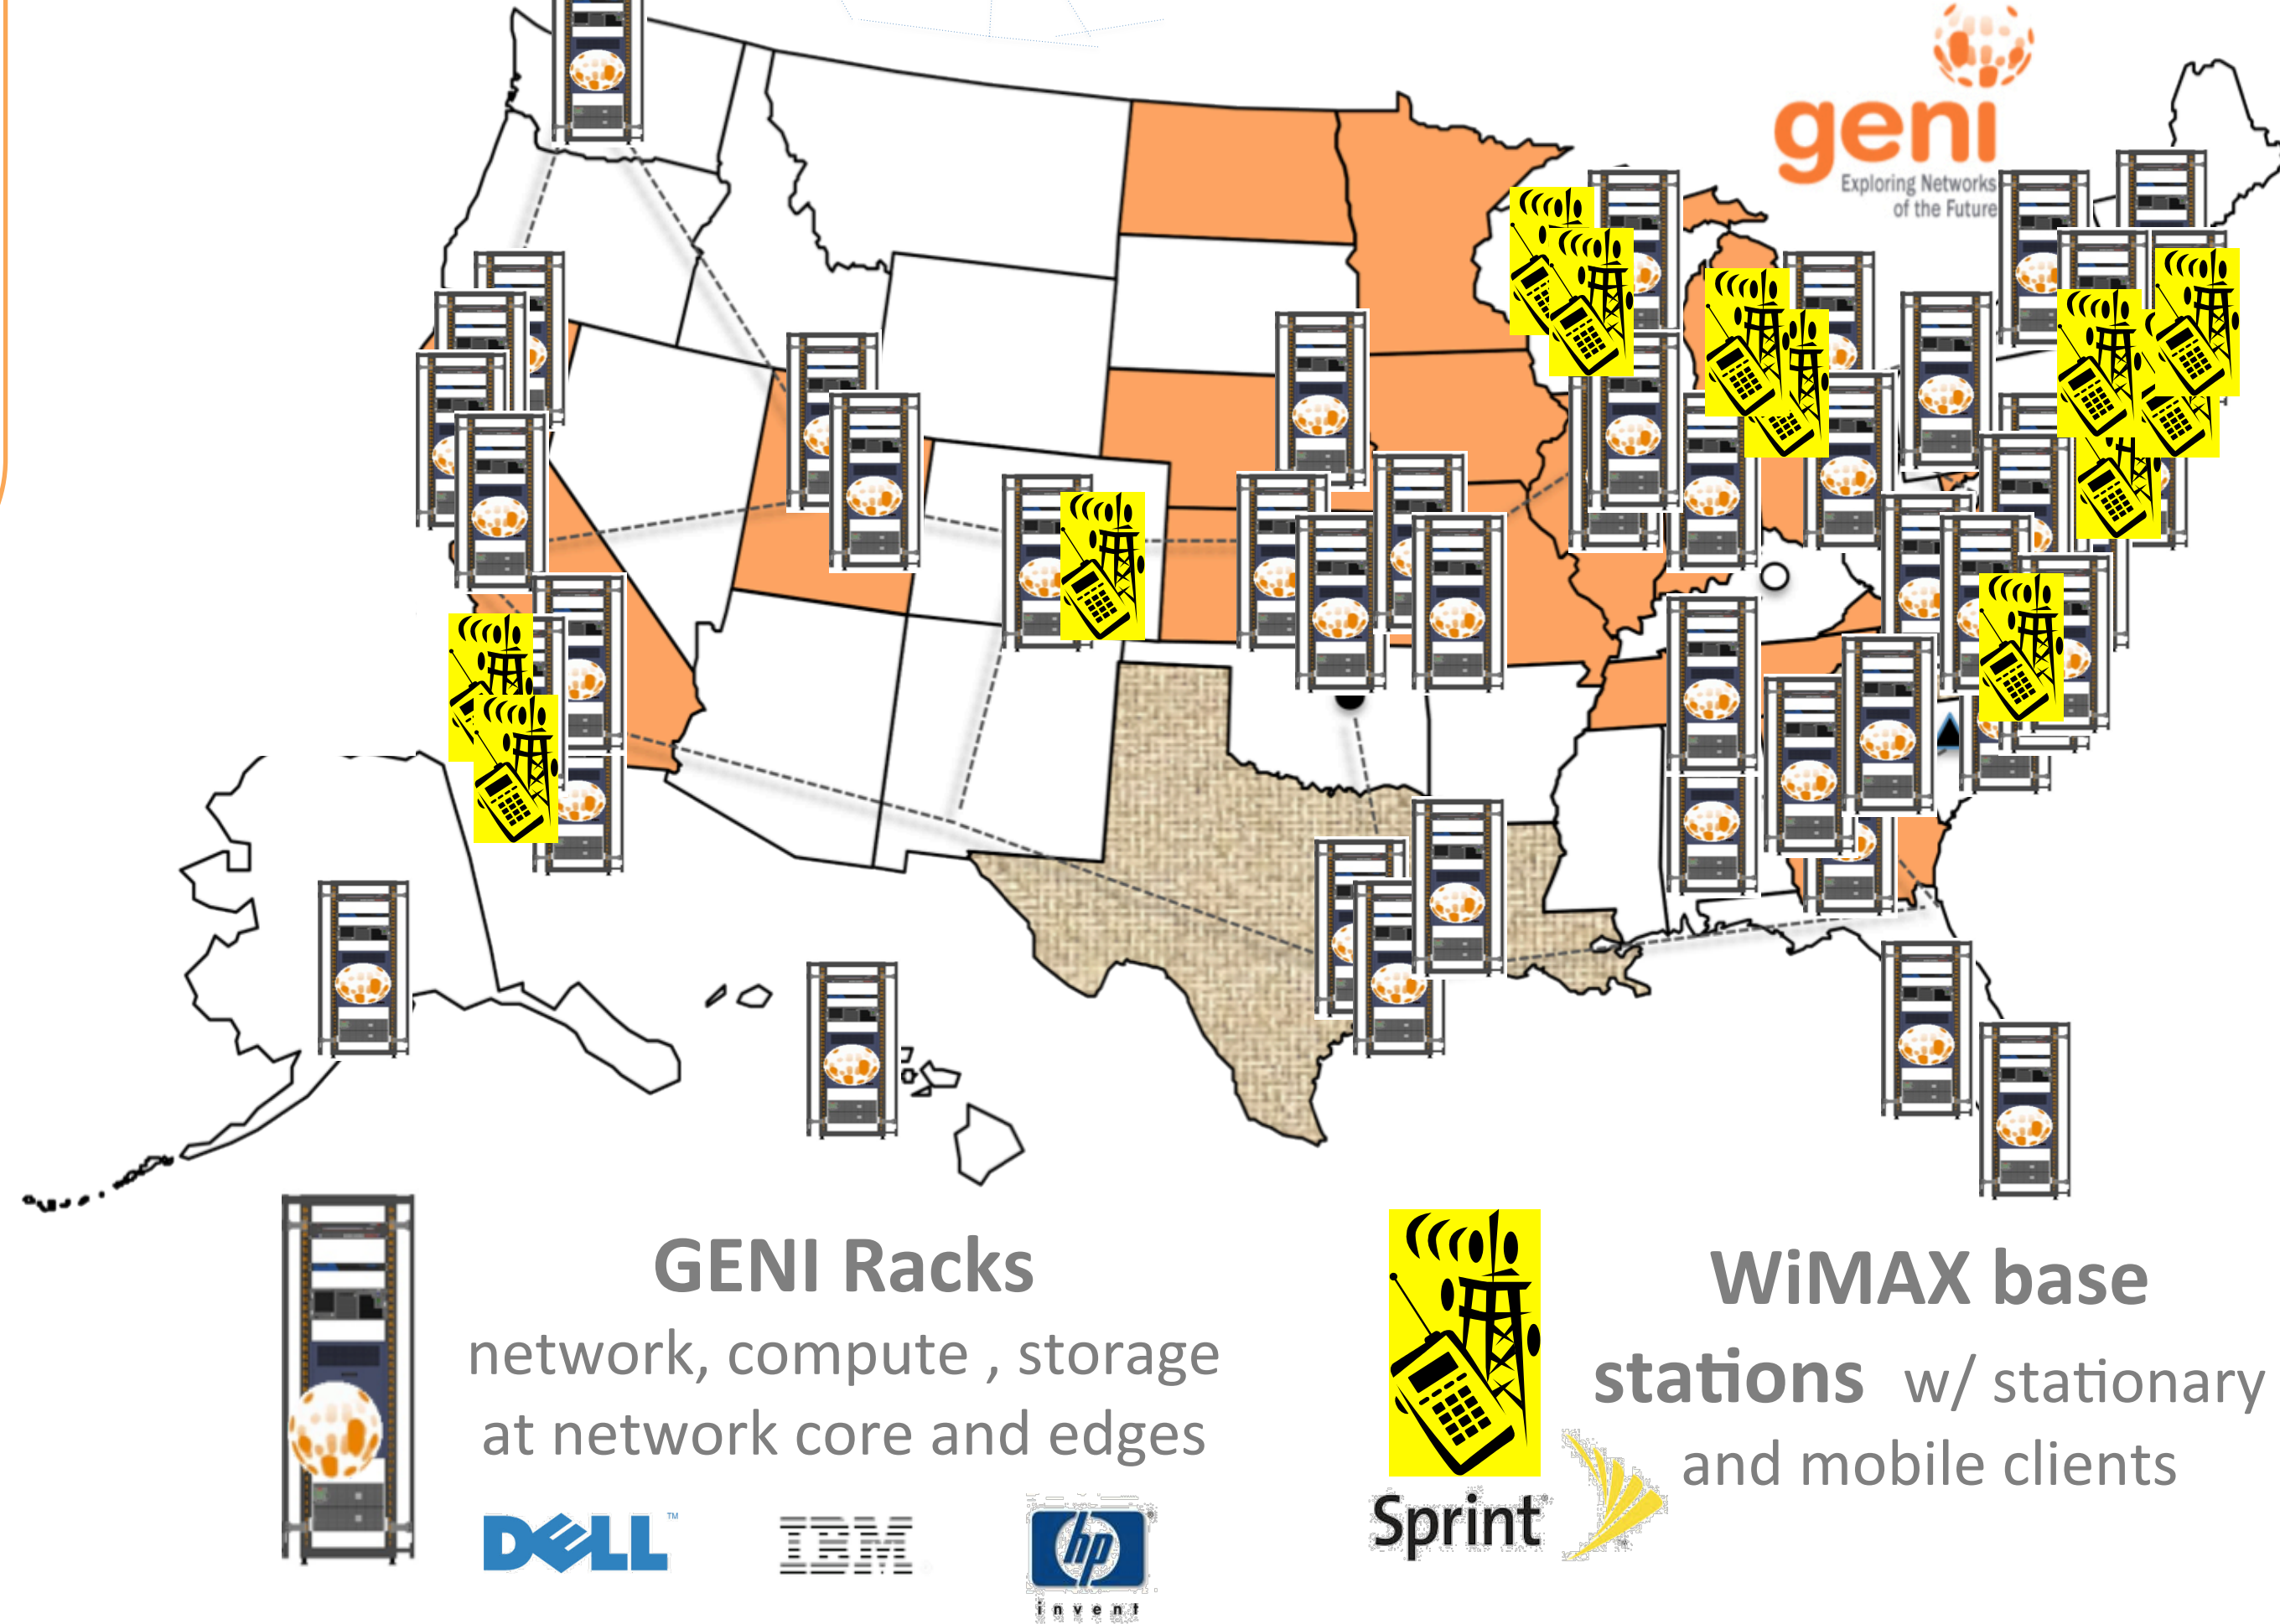 geni
Exploring Networks
of the Future
GENI Racks
network, compute , storage
at network core and edges
DELL™
IBM
hp
invent
WiMAX base
stations w/ stationary
and mobile clients
Sprint